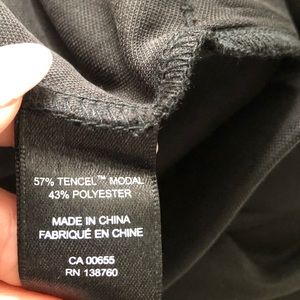 57% TENCEL™ MODAL
43% POLYESTER
MADE IN CHINA
FABRIQUÉ EN CHINE
CA 00655
RN 138760